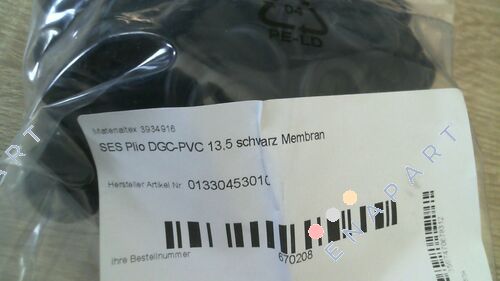 04
PE-LD
Materialtex 3934916
SES Plio DGC-PVC 13,5 schwarz Membran
Hersteller Artikel Nr. 01330453010
Ihre Bestellnummer
670208
ENAPART